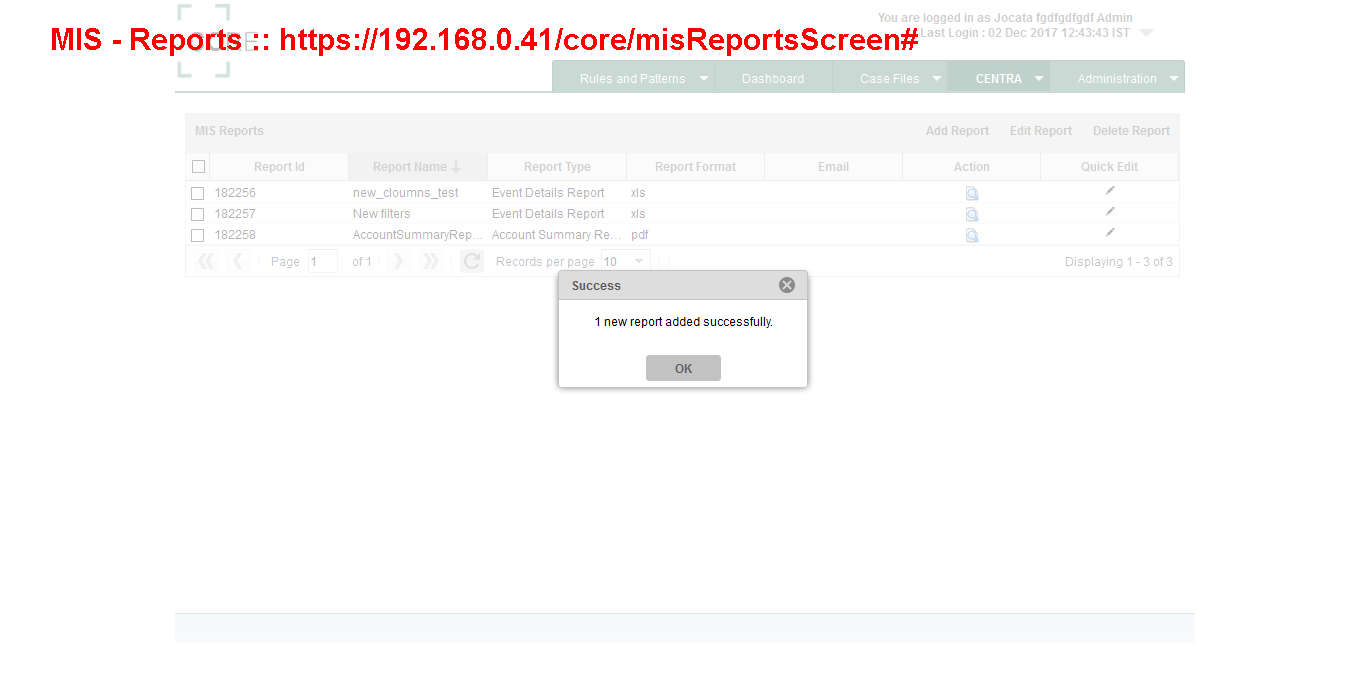 You are logged in as Jocata fgdfgdfgdf Admin
MIS - Reports :: https://192.168.0.41/core/misReportsScreen#
CORE
Last Login : 02 Dec 2017 12:43:43 IST
Rules and Patterns Dashboard Case Files CENTRA Administration
MIS Reports Add Report Edit Report Delete Report
Report Id Report Name Report Type Report Format Email Action Quick Edit
182256 new_cloumns_test Event Details Report xls
182257 New filters Event Details Report xls
182258 AccountSummaryRep... Account Summary Re... pdf
Page 1 of 1 Records per page 10 Displaying 1 - 3 of 3
Success
1 new report added successfully.
OK